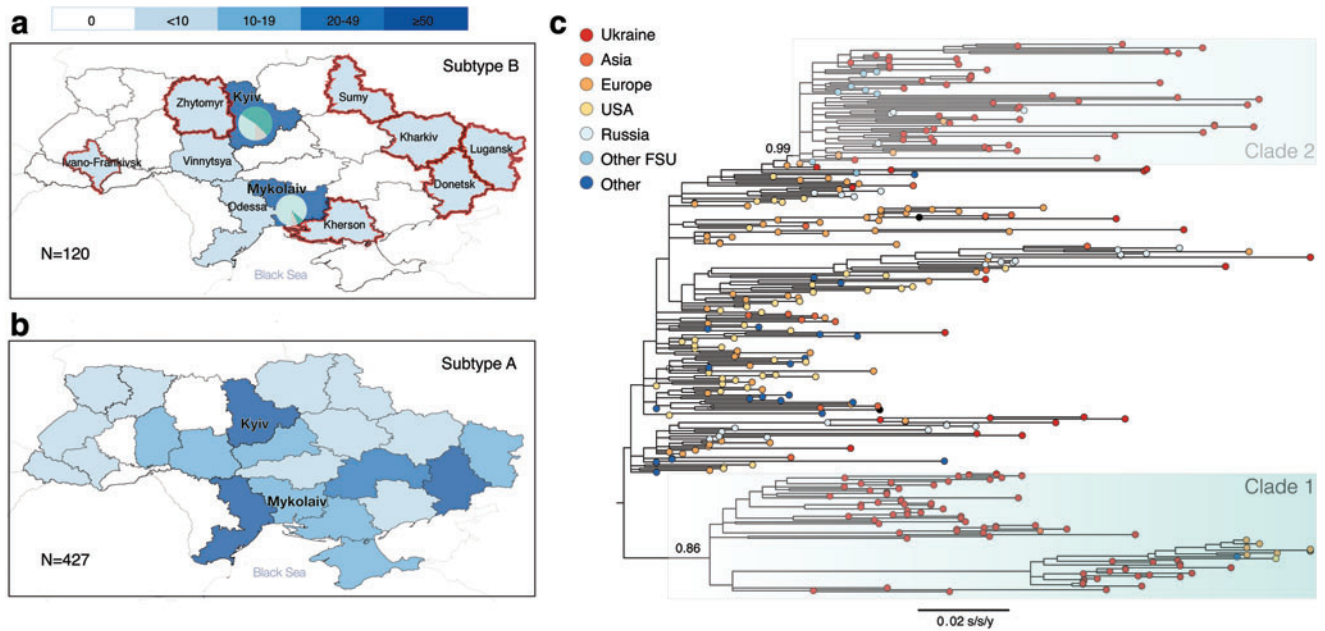 a
0 <10 10-19 20-49 ≥50
Subtype B
Zhytomyr
Kyiv
Sumy
Ivano-Frankivsk
Vinnytsya
Kharkiv
Lugansk
Donetsk
Mykolaiv
Odessa
Kherson
N=120
Black Sea
b
Subtype A
Kyiv
Mykolaiv
N=427
Black Sea
c
Ukraine
Asia
Europe
USA
Russia
Other FSU
Other
0.99
Clade 2
Clade 1
0.86
0.02 s/s/y